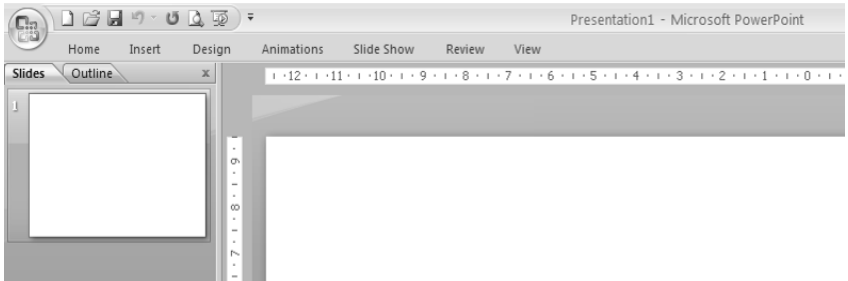 Presentation1 - Microsoft PowerPoint
Home Insert Design Animations Slide Show Review View
Slides Outline x
·12· ı ·11· ı ·10· ı · 9 · ı · 8 · ı · 7 · ı · 6 · ı · 5 · ı · 4 · ı · 3 · ı · 2 · ı · 1 · ı · 0 · ı ·
1
9 · ı · 8 · ı · 7